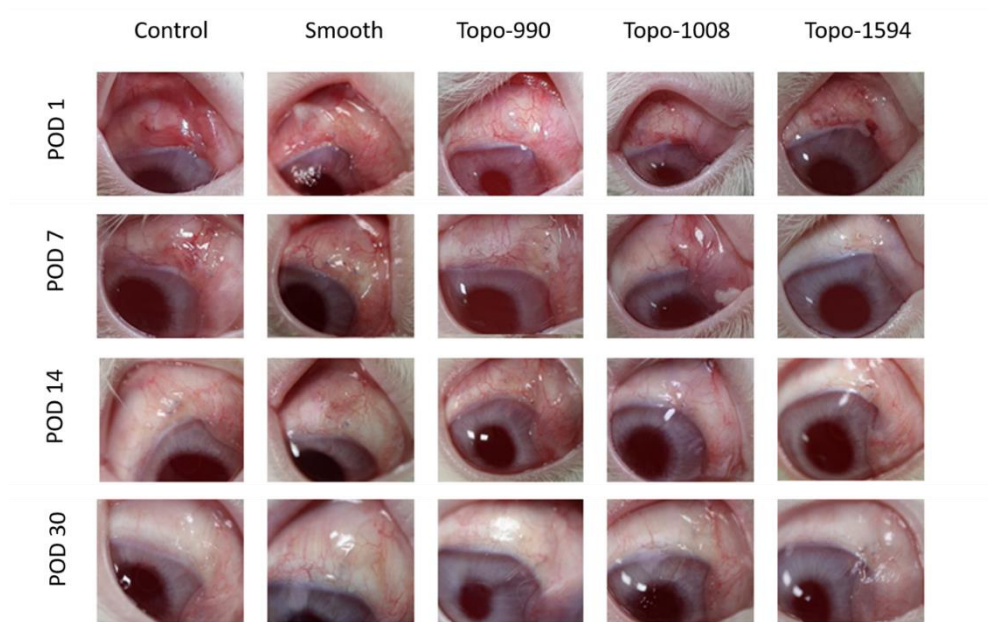 Control Smooth Topo-990 Topo-1008 Topo-1594
POD 1
POD 7
POD 14
POD 30